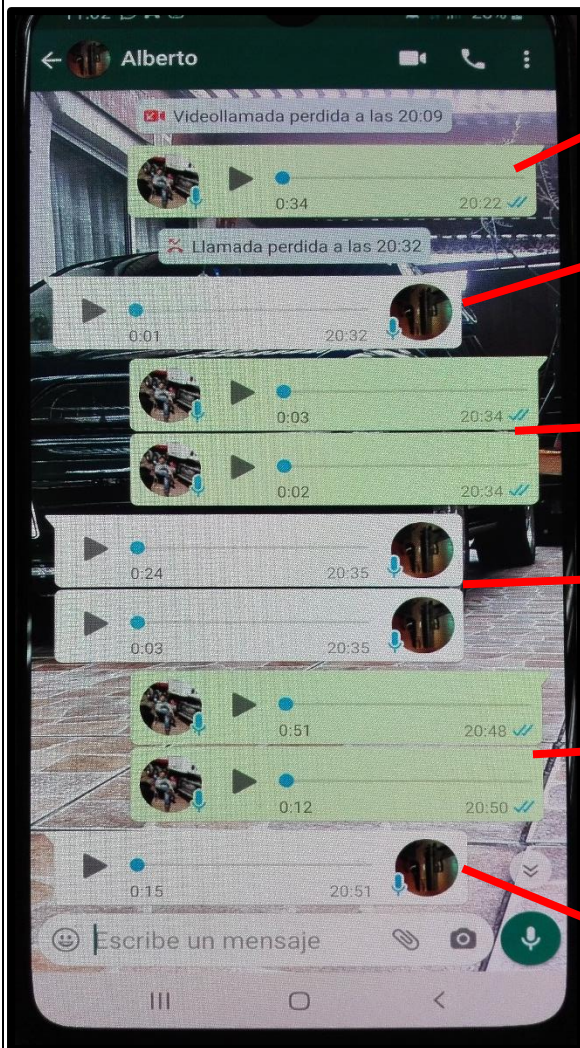 Alberto
Videollamada perdida a las 20:09
0:34 20:22
Llamada perdida a las 20:32
0:01 20:32
0:03 20:34
0:02 20:34
0:24 20:35
0:03 20:35
0:51 20:48
0:12 20:50
0:15 20:51
Escribe un mensaje